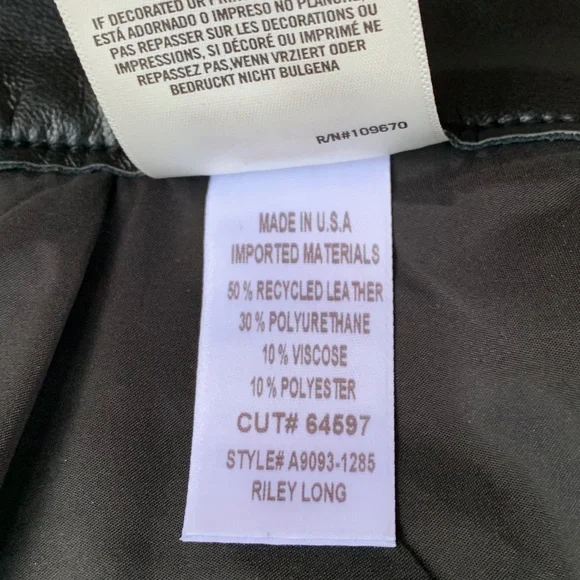 IF DECORATED OR PRIN
ESTÁ ADORNADO O IMPRESO NO PLANCHE,
PAS REPASSER SUR LES DECORATIONS OU
IMPRESSIONS, SI DÉCORÉ OU IMPRIMÉ NE
REPASSEZ PAS,WENN VRZIERT ODER
BEDRUCKT NICHT BULGENA
R/N#109670
MADE IN U.S.A
IMPORTED MATERIALS
50 % RECYCLED LEATHER
30 % POLYURETHANE
10 % VISCOSE
10 % POLYESTER
CUT# 64597
STYLE# A9093-1285
RILEY LONG